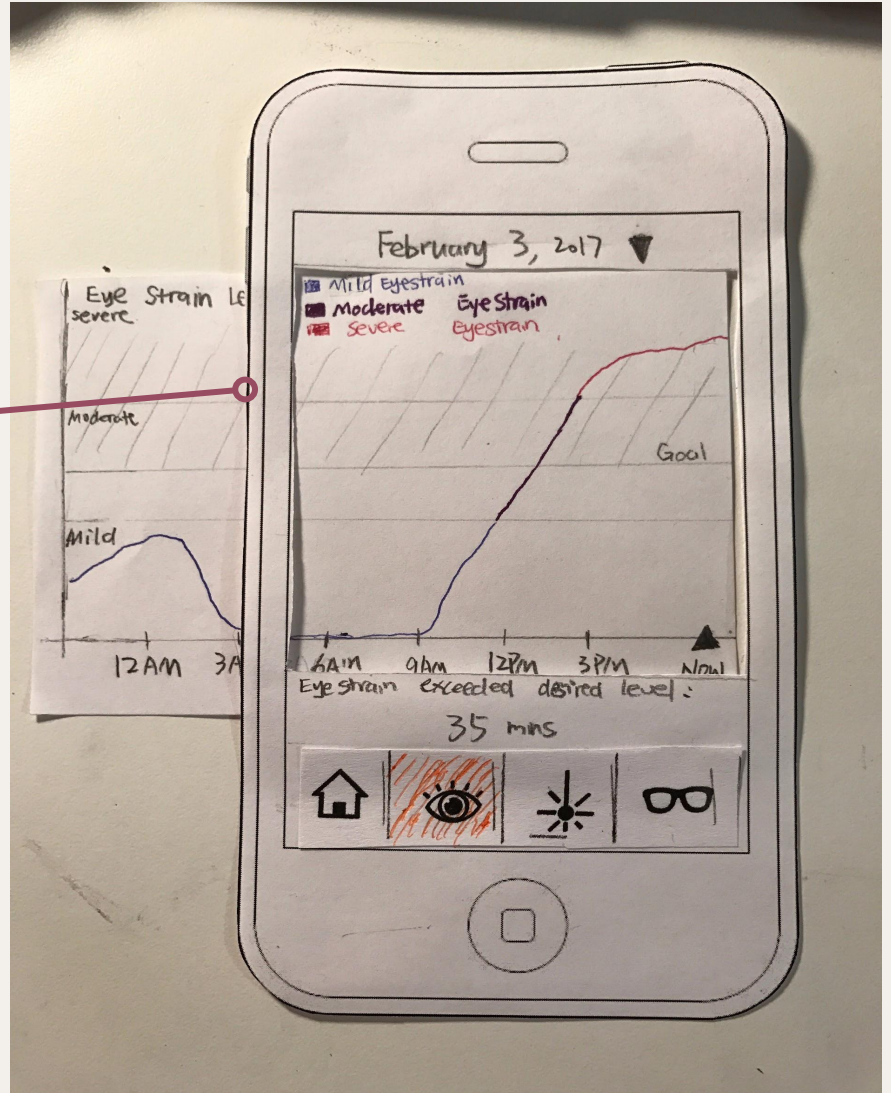 February 3, 2017
Mild Eyestrain
Moderate Eye Strain
Severe Eyestrain
Eye Strain LE
severe
Moderate
Goal
Mild
12AM 3A 6AM 9AM 12PM 3PM Now
Eye strain exceeded desired level:
35 mins